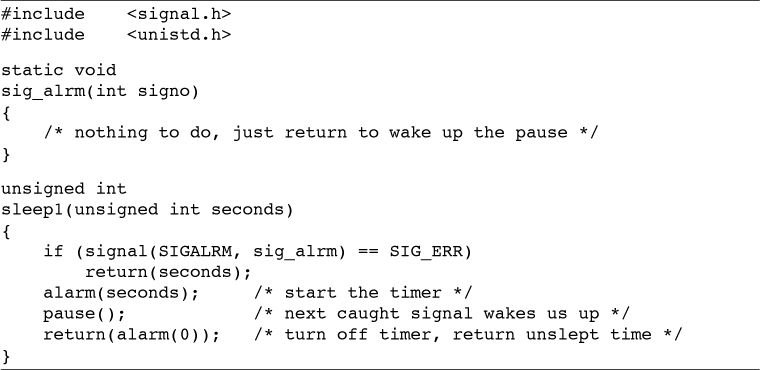 #include    <signal.h>
#include    <unistd.h>
static void
sig_alrm(int signo)
{
    /* nothing to do, just return to wake up the pause */
}
unsigned int
sleep1(unsigned int seconds)
{
    if (signal(SIGALRM, sig_alrm) == SIG_ERR)
        return(seconds);
    alarm(seconds);     /* start the timer */
    pause();            /* next caught signal wakes us up */
    return(alarm(0));   /* turn off timer, return unslept time */
}